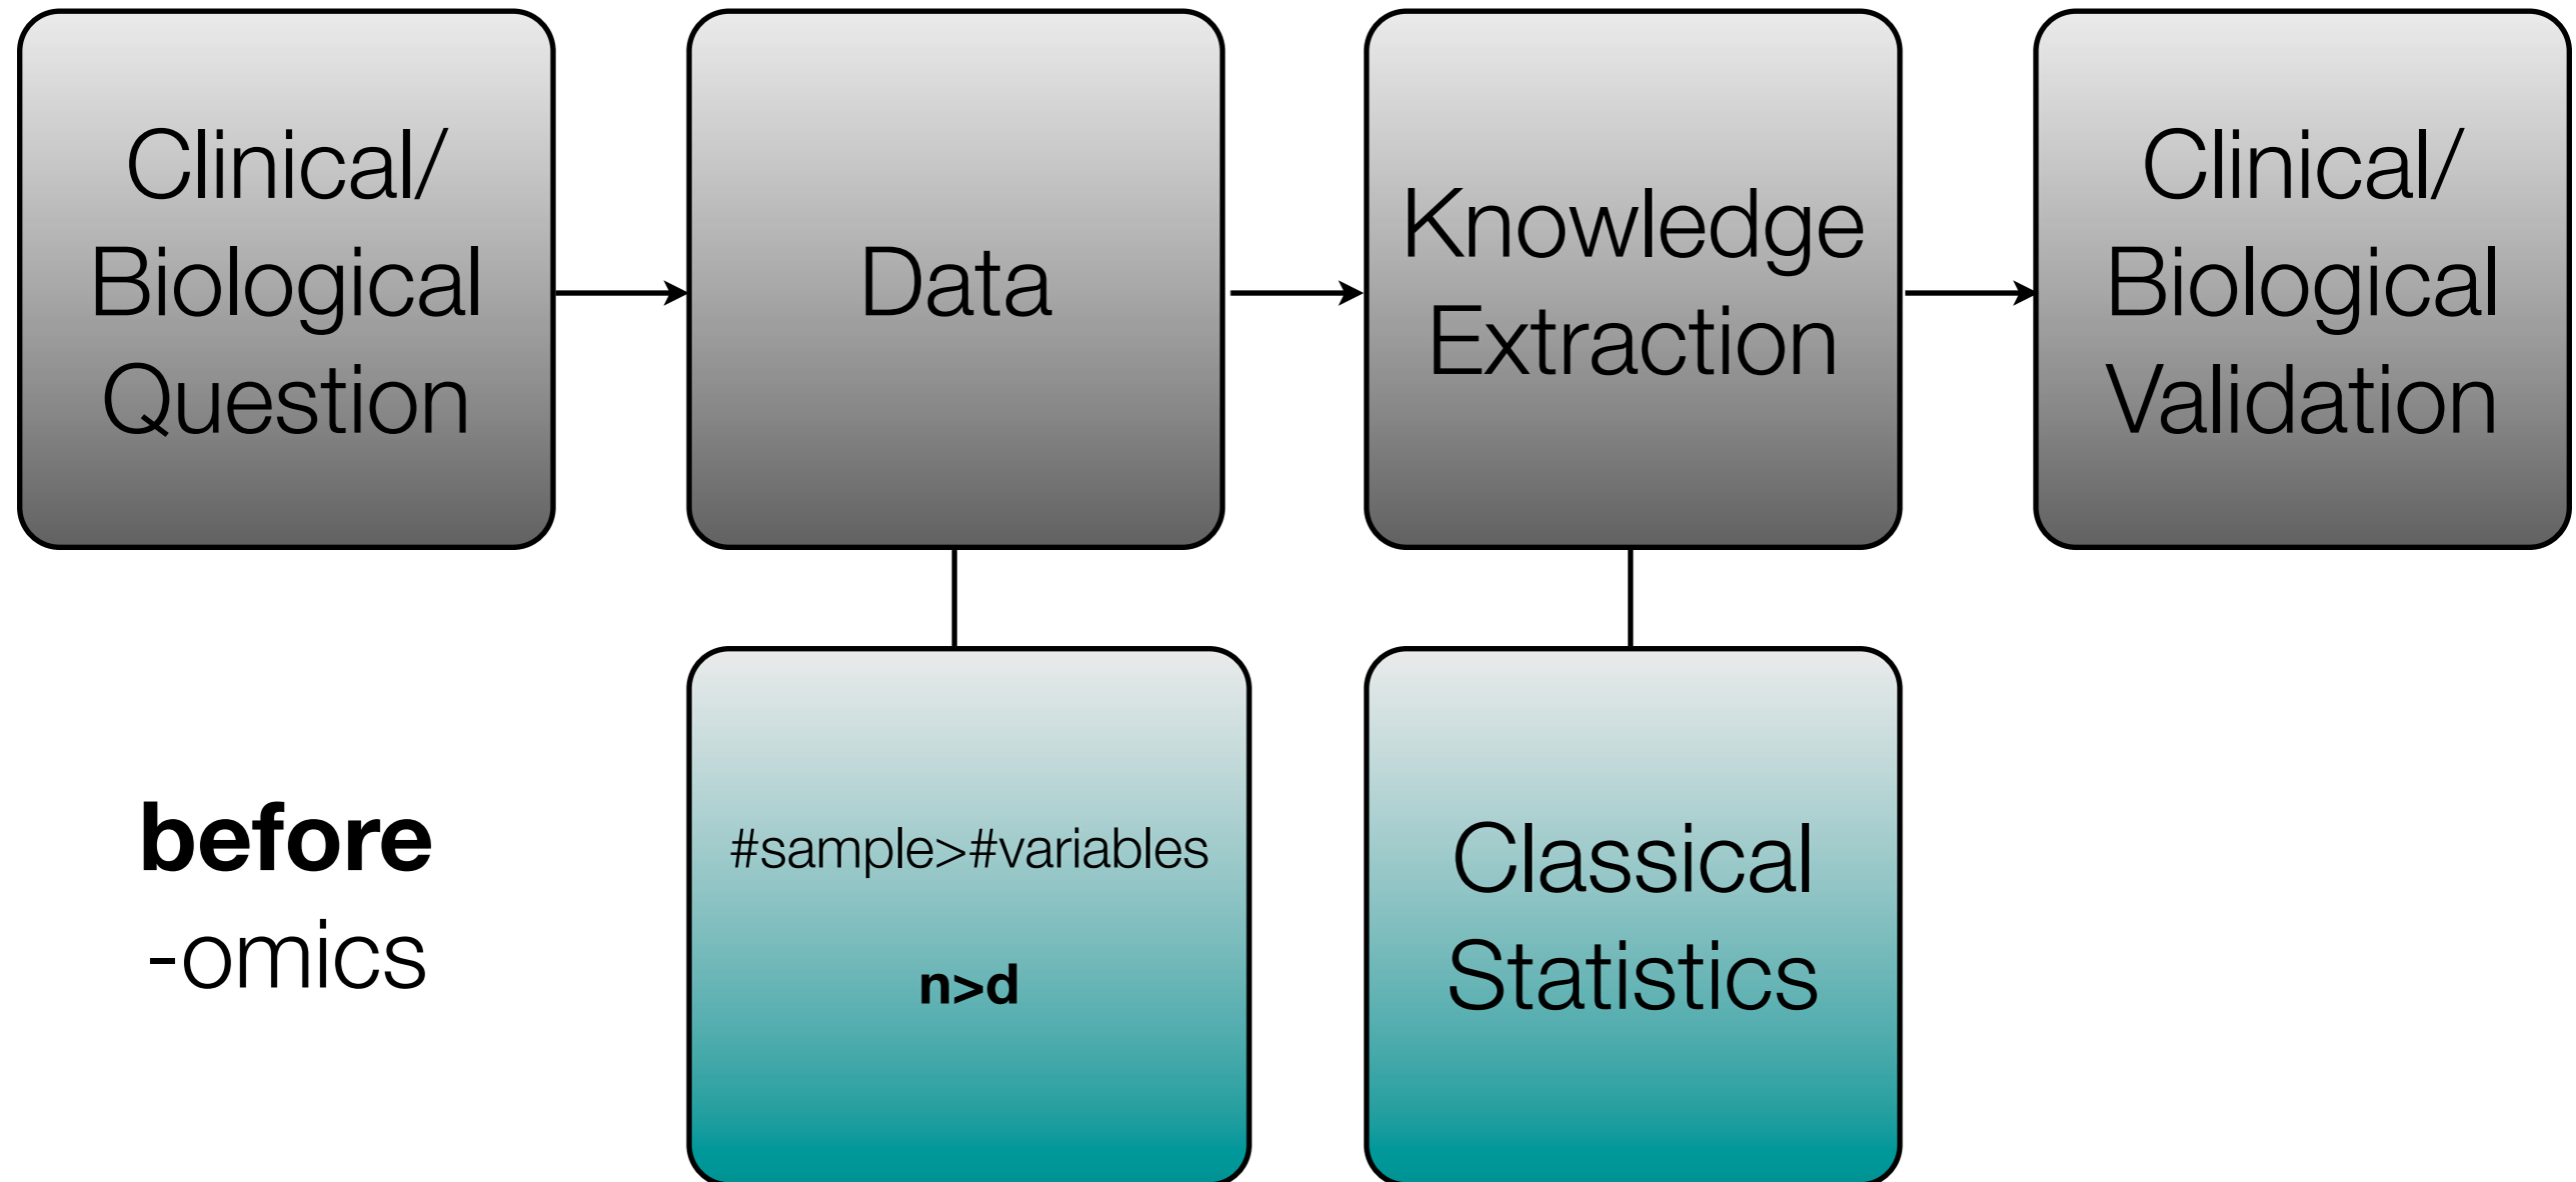 Clinical/
Biological
Question
Data
Knowledge
Extraction
Clinical/
Biological
Validation
before
-omics
#sample>#variables
n>d
Classical
Statistics